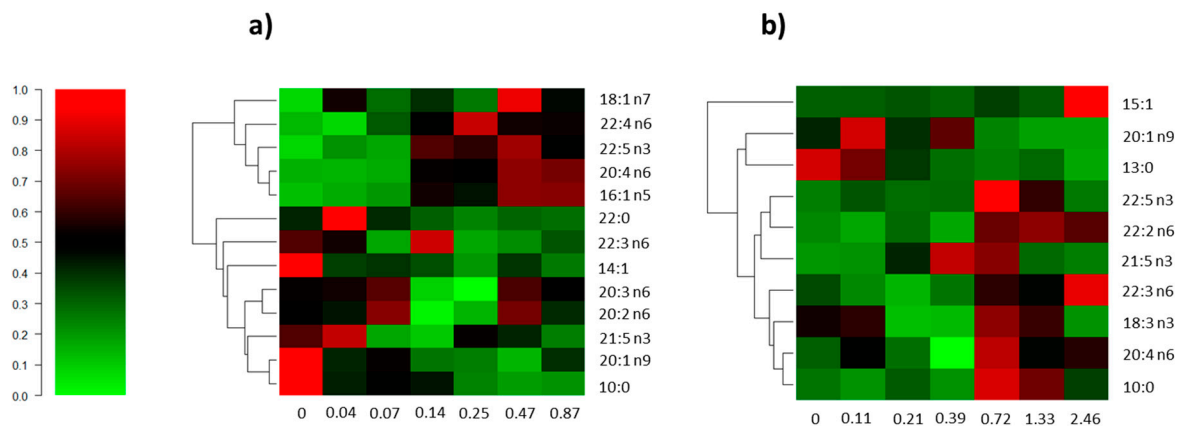 a)
b)
1.0
0.9
0.8
0.7
0.6
0.5
0.4
0.3
0.2
0.1
0.0
18:1 n7
22:4 n6
22:5 n3
20:4 n6
16:1 n5
22:0
22:3 n6
14:1
20:3 n6
20:2 n6
21:5 n3
20:1 n9
10:0
0 0.04 0.07 0.14 0.25 0.47 0.87
15:1
20:1 n9
13:0
22:5 n3
22:2 n6
21:5 n3
22:3 n6
18:3 n3
20:4 n6
10:0
0 0.11 0.21 0.39 0.72 1.33 2.46